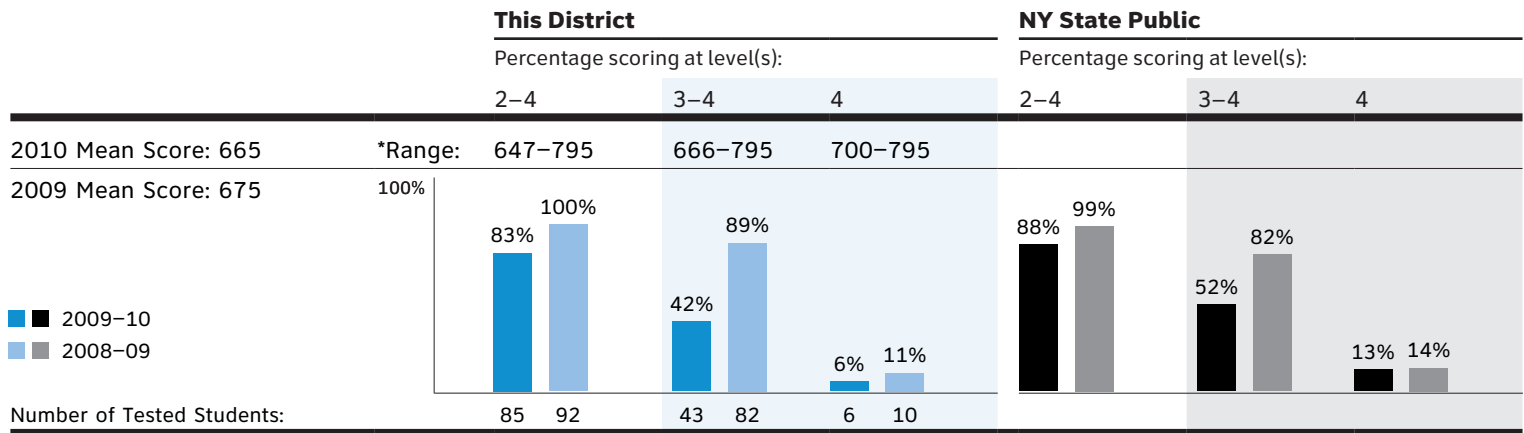 This District NY State Public
Percentage scoring at level(s): Percentage scoring at level(s):
2–4 3–4 4 2–4 3–4 4
2010 Mean Score: 665 *Range: 647–795 666–795 700–795
2009 Mean Score: 675 100%
100% 99%
83% 89% 88% 82%
42% 52%
6% 11% 13% 14%
2009–10
2008–09
Number of Tested Students: 85 92 43 82 6 10